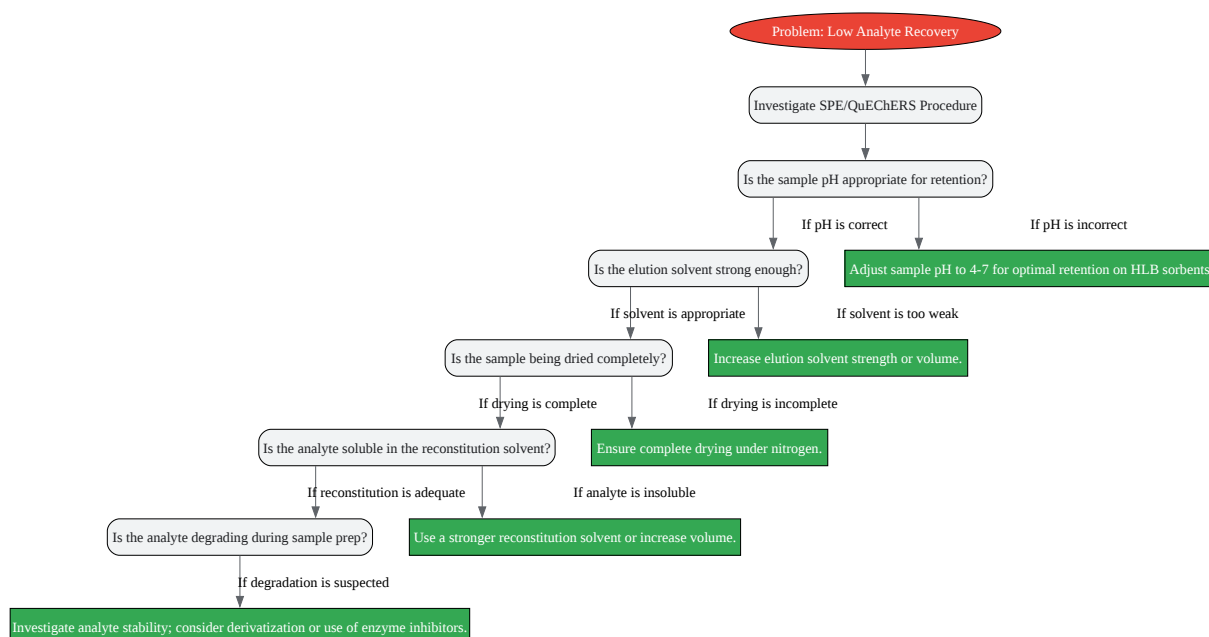 Problem: Low Analyte Recovery
Investigate SPE/QuEChERS Procedure
Is the sample pH appropriate for retention?
If pH is correct
If pH is incorrect
Is the elution solvent strong enough?
Adjust sample pH to 4-7 for optimal retention on HLB sorbents
If solvent is appropriate
If solvent is too weak
Is the sample being dried completely?
Increase elution solvent strength or volume.
If drying is complete
If drying is incomplete
Is the analyte soluble in the reconstitution solvent?
Ensure complete drying under nitrogen.
If reconstitution is adequate
If analyte is insoluble
Is the analyte degrading during sample prep?
Use a stronger reconstitution solvent or increase volume.
If degradation is suspected
Investigate analyte stability; consider derivatization or use of enzyme inhibitors.